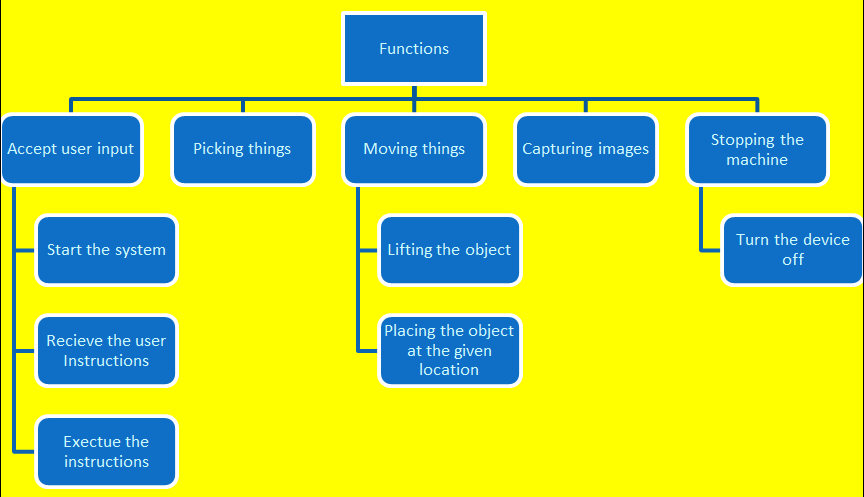 Functions
Accept user input
Picking things
Moving things
Capturing images
Stopping the
machine
Start the system
Lifting the object
Turn the device
off
Recieve the user
Instructions
Placing the object
at the given
location
Exectue the
instructions